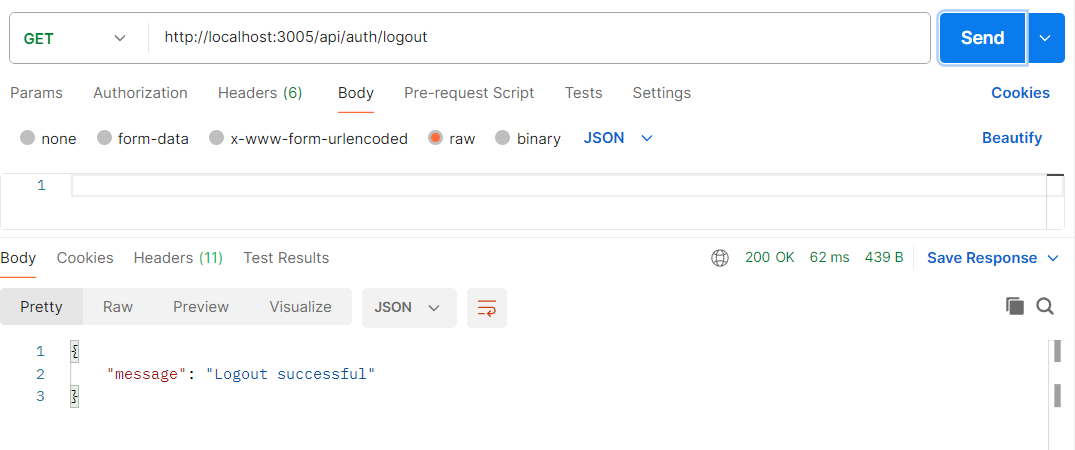 GET http://localhost:3005/api/auth/logout Send
Params Authorization Headers (6) Body Pre-request Script Tests Settings Cookies
none form-data x-www-form-urlencoded raw binary JSON Beautify
1
Body Cookies Headers (11) Test Results 200 OK 62 ms 439 B Save Response
Pretty Raw Preview Visualize JSON
1 {
2 "message": "Logout successful"
3 }